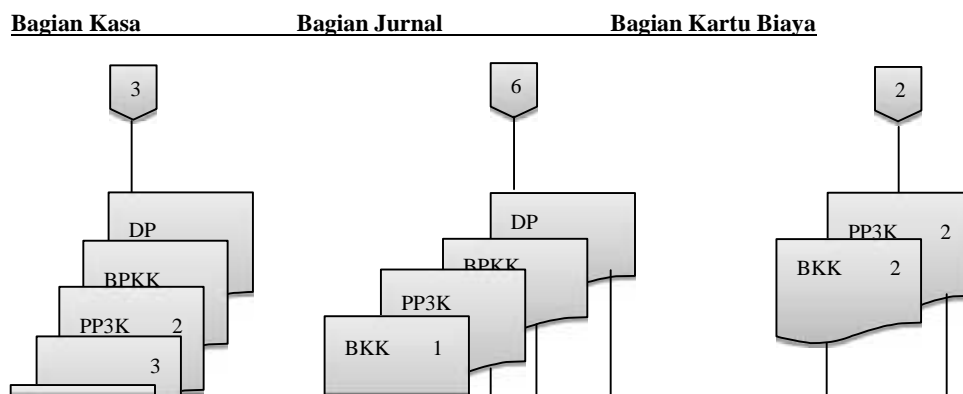 Bagian Kasa Bagian Jurnal Bagian Kartu Biaya
3
6
2
DP
BPKK
PP3K 2
3
DP
BPKK
PP3K
BKK 1
PP3K 2
BKK 2